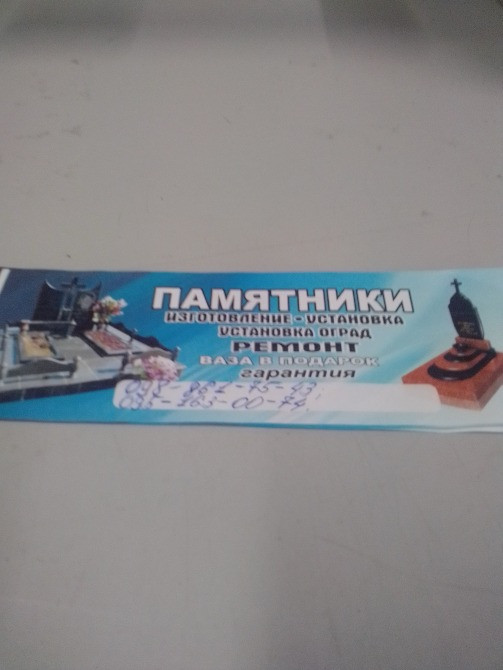 ПАМЯТНИКИ
ИЗГОТОВЛЕНИЕ - УСТАНОВКА
УСТАНОВКА ОГРАД
РЕМОНТ
ВАЗА В ПОДАРОК
гарантия